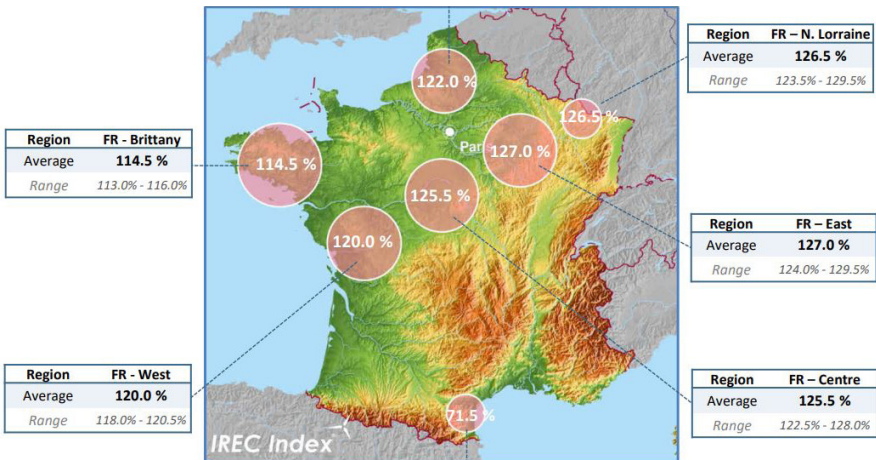 Region FR – N. Lorraine
Average 126.5 %
Range 123.5% - 129.5%
122.0 %
126.5 %
Paris
Region FR - Brittany
Average 114.5 %
Range 113.0% - 116.0%
114.5 %
127.0 %
125.5 %
120.0 %
Region FR – East
Average 127.0 %
Range 124.0% - 129.5%
Region FR - West
Average 120.0 %
Range 118.0% - 120.5%
Region FR – Centre
Average 125.5 %
Range 122.5% - 128.0%
71.5 %
IREC Index